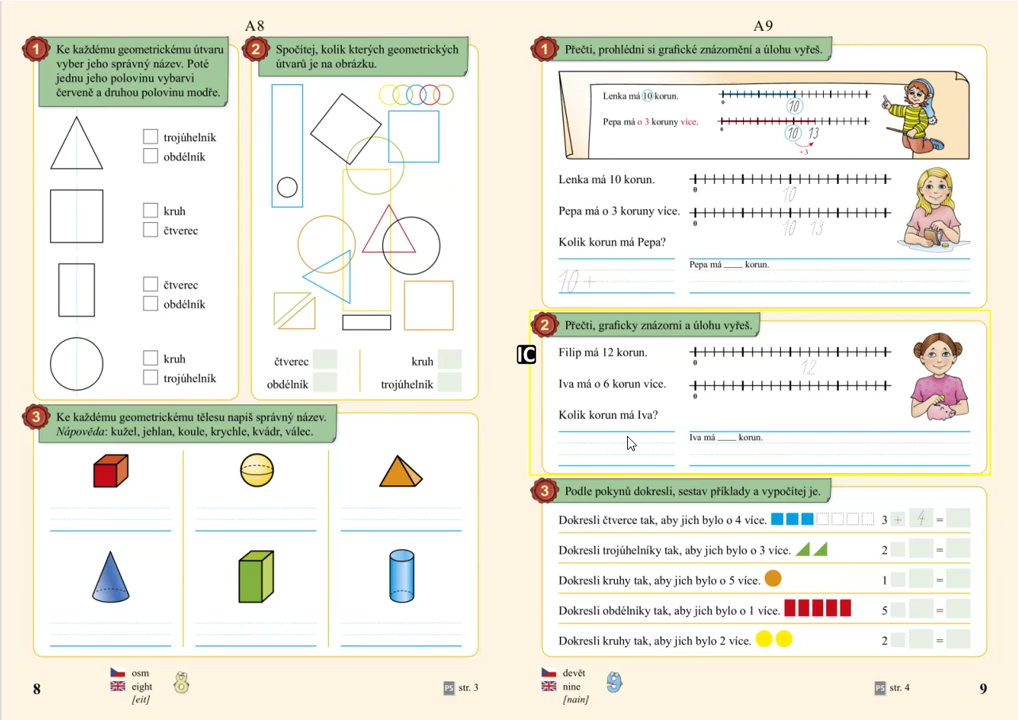 A8
1 Ke každému geometrickému útvaru
vyber jeho správný název. Poté
jednu jeho polovinu vybarvi
červeně a druhou polovinu modře.
trojúhelník
obdélník
kruh
čtverec
čtverec
obdélník
kruh
trojúhelník
2 Spočítej, kolik kterých geometrických
útvarů je na obrázku.
čtverec
kruh
obdélník
trojúhelník
3 Ke každému geometrickému tělesu napiš správný název.
Nápověda: kužel, jehlan, koule, krychle, kvádr, válec.
8
osm
eight
[eit]
8
PS str. 3
A9
1 Přečti, prohlédni si grafické znázornění a úlohu vyřeš.
Lenka má 10 korun.
0
10
Pepa má o 3 koruny více.
0
10 13
+3
Lenka má 10 korun.
0
10
Pepa má o 3 koruny více.
0
10 13
Kolik korun má Pepa?
10 +
Pepa má ____ korun.
2 Přečti, graficky znázorni a úlohu vyřeš.
IC
Filip má 12 korun.
0
12
Iva má o 6 korun více.
0
Kolik korun má Iva?
Iva má ____ korun.
3 Podle pokynů dokresli, sestav příklady a vypočítej je.
Dokresli čtverce tak, aby jich bylo o 4 více. 3 + 4 =
Dokresli trojúhelníky tak, aby jich bylo o 3 více. 2 =
Dokresli kruhy tak, aby jich bylo o 5 více. 1 =
Dokresli obdélníky tak, aby jich bylo o 1 více. 5 =
Dokresli kruhy tak, aby jich bylo 2 více. 2 =
devět
nine
[nain]
9
PS str. 4
9